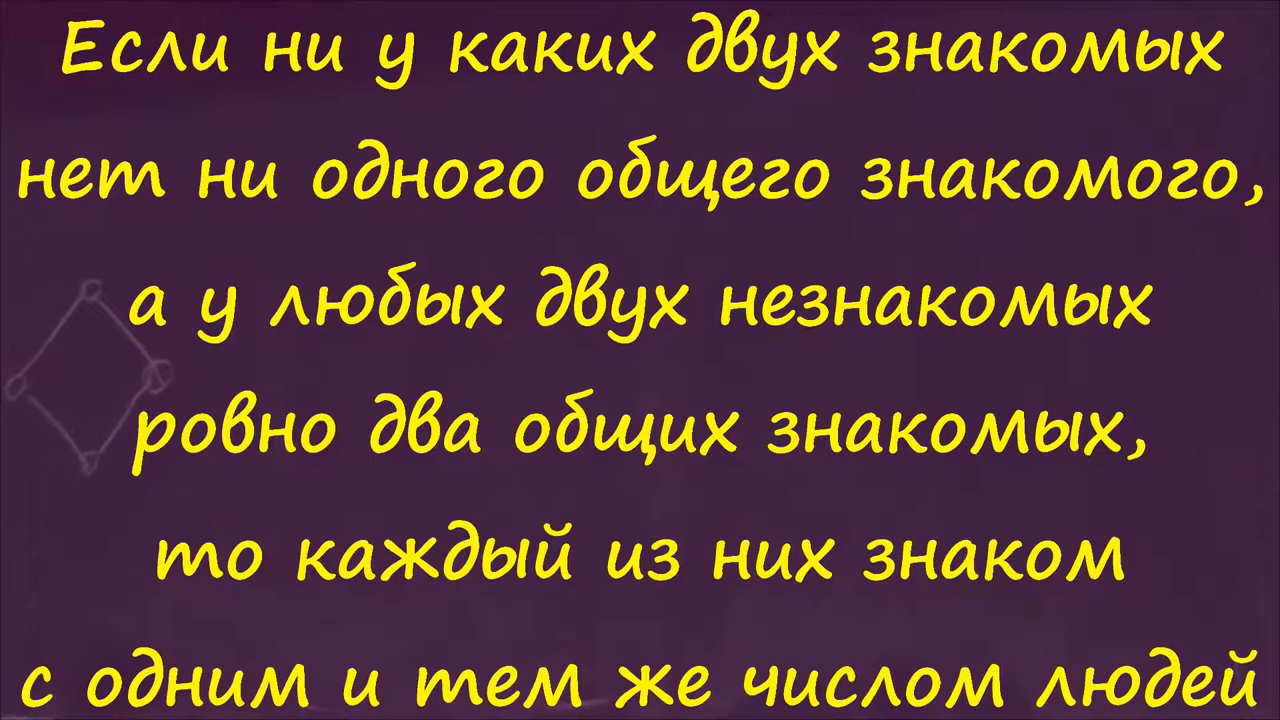 Если ни у каких двух знакомых
нет ни одного общего знакомого,
а у любых двух незнакомых
ровно два общих знакомых,
то каждый из них знаком
с одним и тем же числом людей